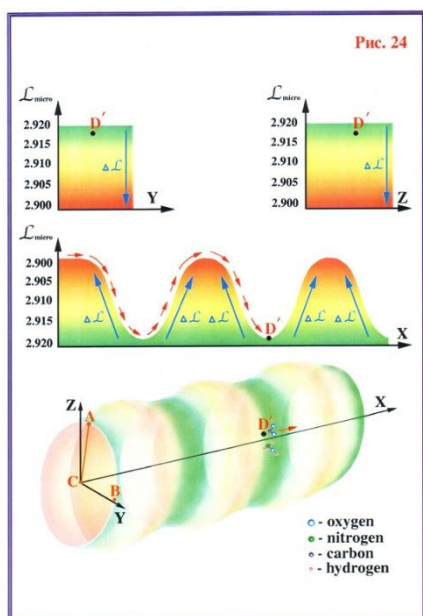 Рис. 24
ℒmicro
2.920
2.910
2.910
2.905
2.900
D′
Δℒ
Y
ℒmicro
2.920
2.915
2.910
2.905
2.900
D′
Δℒ
Z
ℒmicro
2.900
2.905
2.910
2.915
2.920
Δℒ Δℒ Δℒ Δℒ Δℒ
D′
X
Z
A
X
D′
C
B
Y
- oxygen
- nitrogen
- carbon
- hydrogen